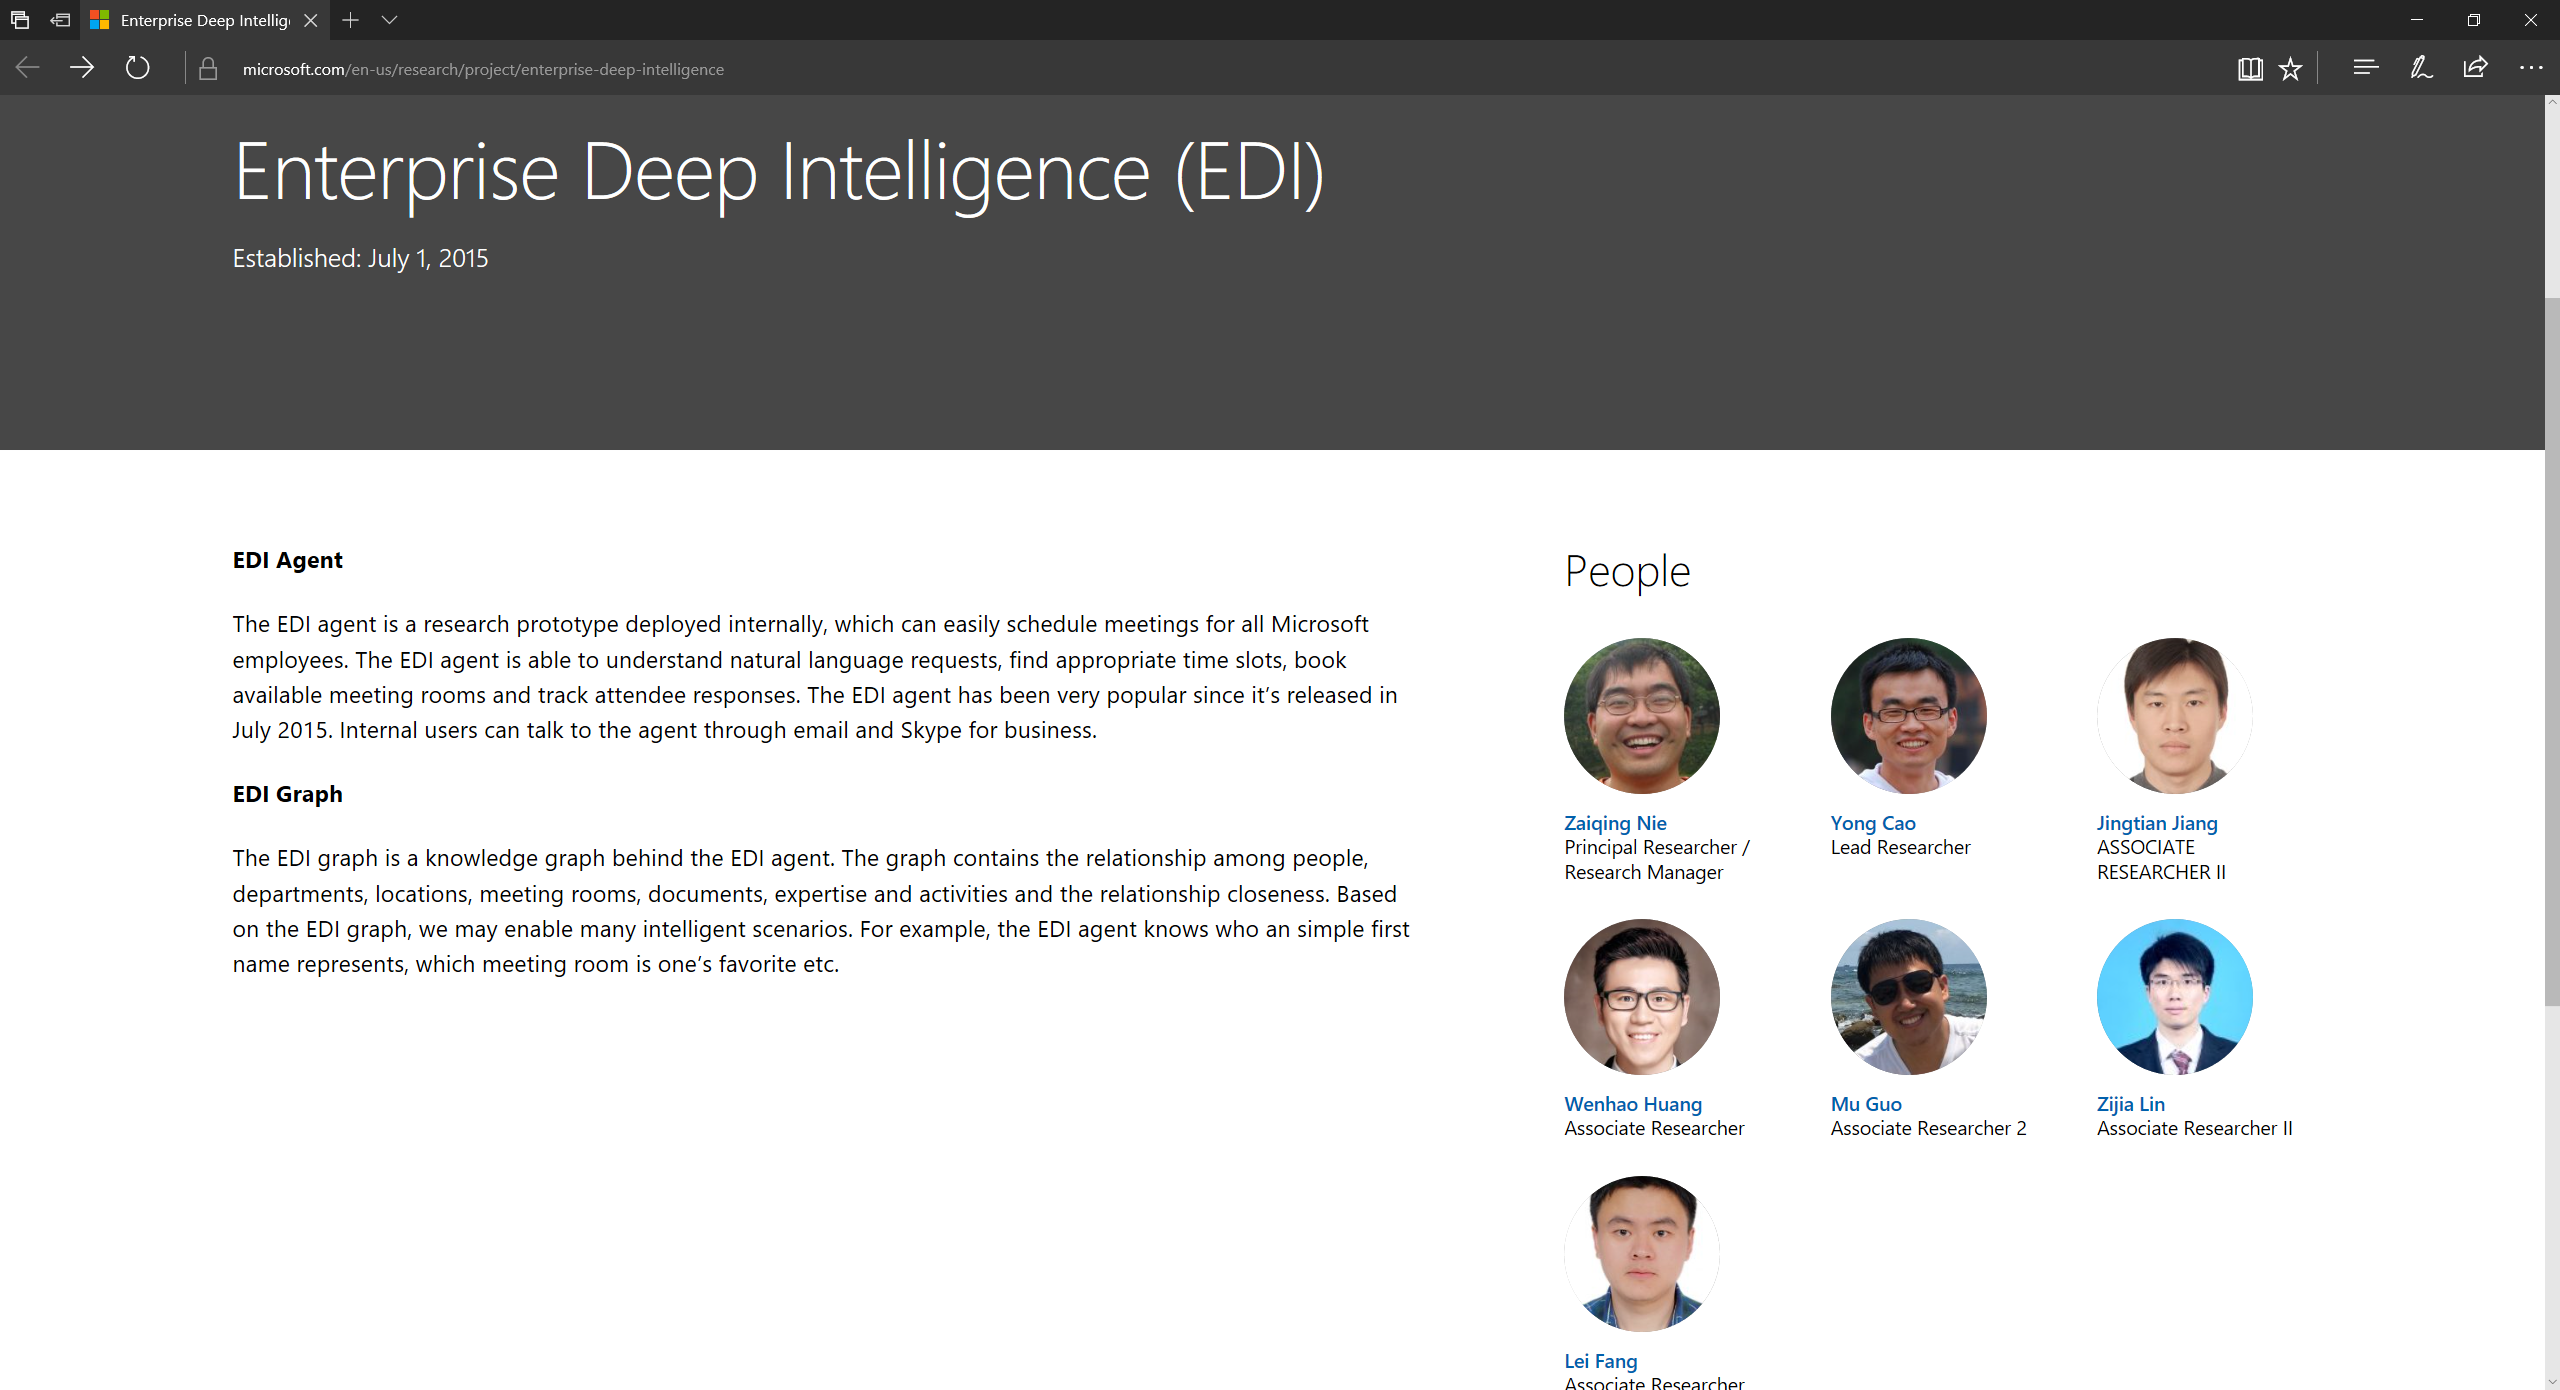 Enterprise Deep Intellig
microsoft.com/en-us/research/project/enterprise-deep-intelligence
Enterprise Deep Intelligence (EDI)
Established: July 1, 2015
EDI Agent
The EDI agent is a research prototype deployed internally, which can easily schedule meetings for all Microsoft
employees. The EDI agent is able to understand natural language requests, find appropriate time slots, book
available meeting rooms and track attendee responses. The EDI agent has been very popular since it’s released in
July 2015. Internal users can talk to the agent through email and Skype for business.
EDI Graph
The EDI graph is a knowledge graph behind the EDI agent. The graph contains the relationship among people,
departments, locations, meeting rooms, documents, expertise and activities and the relationship closeness. Based
on the EDI graph, we may enable many intelligent scenarios. For example, the EDI agent knows who an simple first
name represents, which meeting room is one’s favorite etc.
People
Zaiqing Nie
Principal Researcher /
Research Manager
Yong Cao
Lead Researcher
Jingtian Jiang
ASSOCIATE
RESEARCHER II
Wenhao Huang
Associate Researcher
Mu Guo
Associate Researcher 2
Zijia Lin
Associate Researcher II
Lei Fang
Associate Researcher